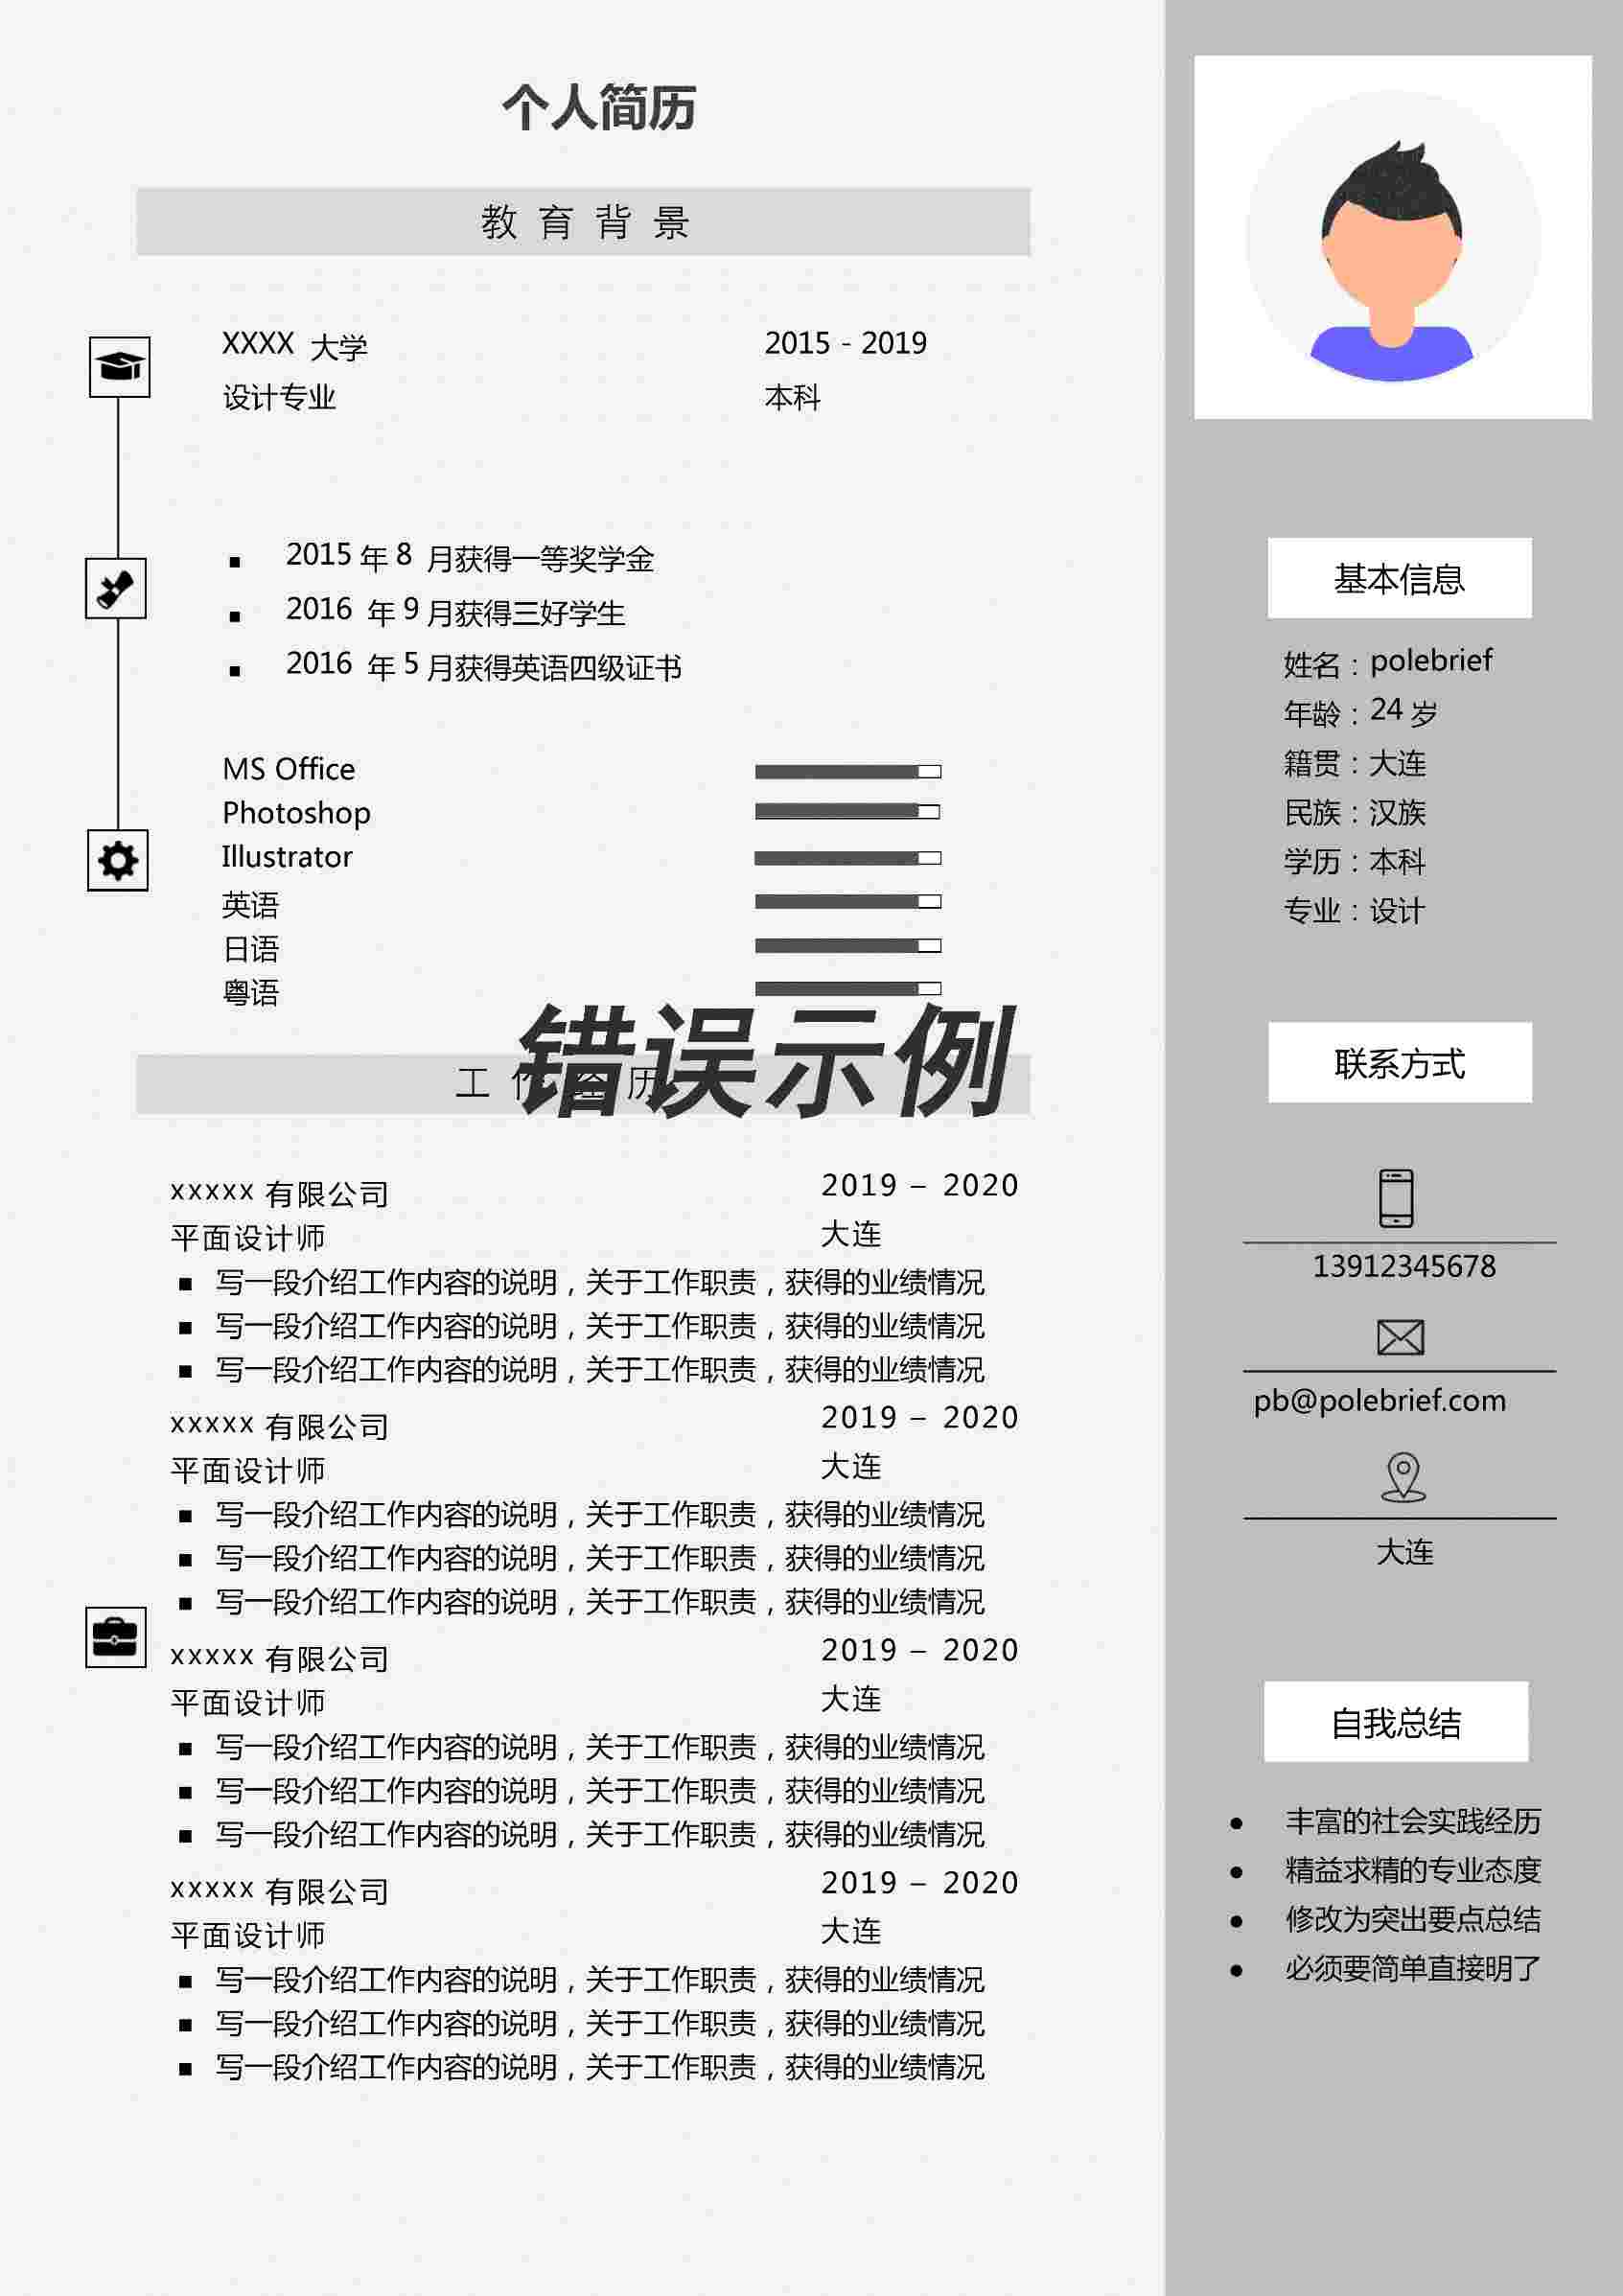 个人简历
教育背景
XXXX 大学 2015 - 2019
设计专业 本科
2015 年 8 月获得一等奖学金
2016 年 9 月获得三好学生
2016 年 5 月获得英语四级证书
MS Office
Photoshop
Illustrator
英语
日语
粤语
错误示例
工作经历
xxxxx 有限公司 2019 – 2020
平面设计师 大连
写一段介绍工作内容的说明，关于工作职责，获得的业绩情况
写一段介绍工作内容的说明，关于工作职责，获得的业绩情况
写一段介绍工作内容的说明，关于工作职责，获得的业绩情况
xxxxx 有限公司 2019 – 2020
平面设计师 大连
写一段介绍工作内容的说明，关于工作职责，获得的业绩情况
写一段介绍工作内容的说明，关于工作职责，获得的业绩情况
写一段介绍工作内容的说明，关于工作职责，获得的业绩情况
xxxxx 有限公司 2019 – 2020
平面设计师 大连
写一段介绍工作内容的说明，关于工作职责，获得的业绩情况
写一段介绍工作内容的说明，关于工作职责，获得的业绩情况
写一段介绍工作内容的说明，关于工作职责，获得的业绩情况
xxxxx 有限公司 2019 – 2020
平面设计师 大连
写一段介绍工作内容的说明，关于工作职责，获得的业绩情况
写一段介绍工作内容的说明，关于工作职责，获得的业绩情况
写一段介绍工作内容的说明，关于工作职责，获得的业绩情况
基本信息
姓名：polebrief
年龄：24 岁
籍贯：大连
民族：汉族
学历：本科
专业：设计
联系方式
13912345678
pb@polebrief.com
大连
自我总结
丰富的社会实践经历
精益求精的专业态度
修改为突出要点总结
必须要简单直接明了